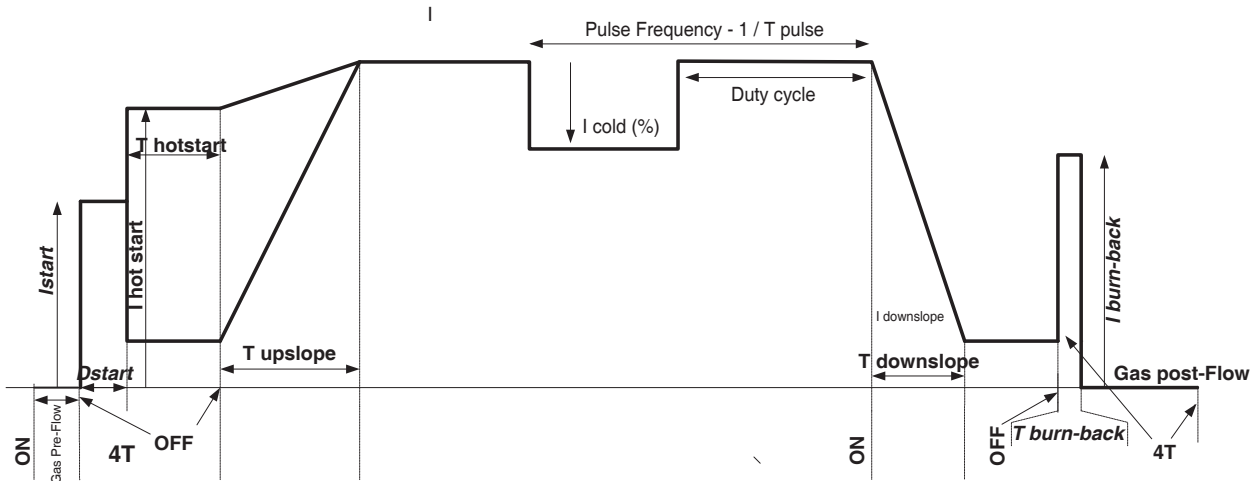 I
Pulse Frequency - 1 / T pulse
Duty cycle
I cold (%)
T hotstart
Istart
I hot start
I burn-back
I downslope
T upslope
T downslope
Dstart
Gas post-Flow
ON
Gas Pre-Flow
4T
OFF
ON
OFF
T burn-back
4T